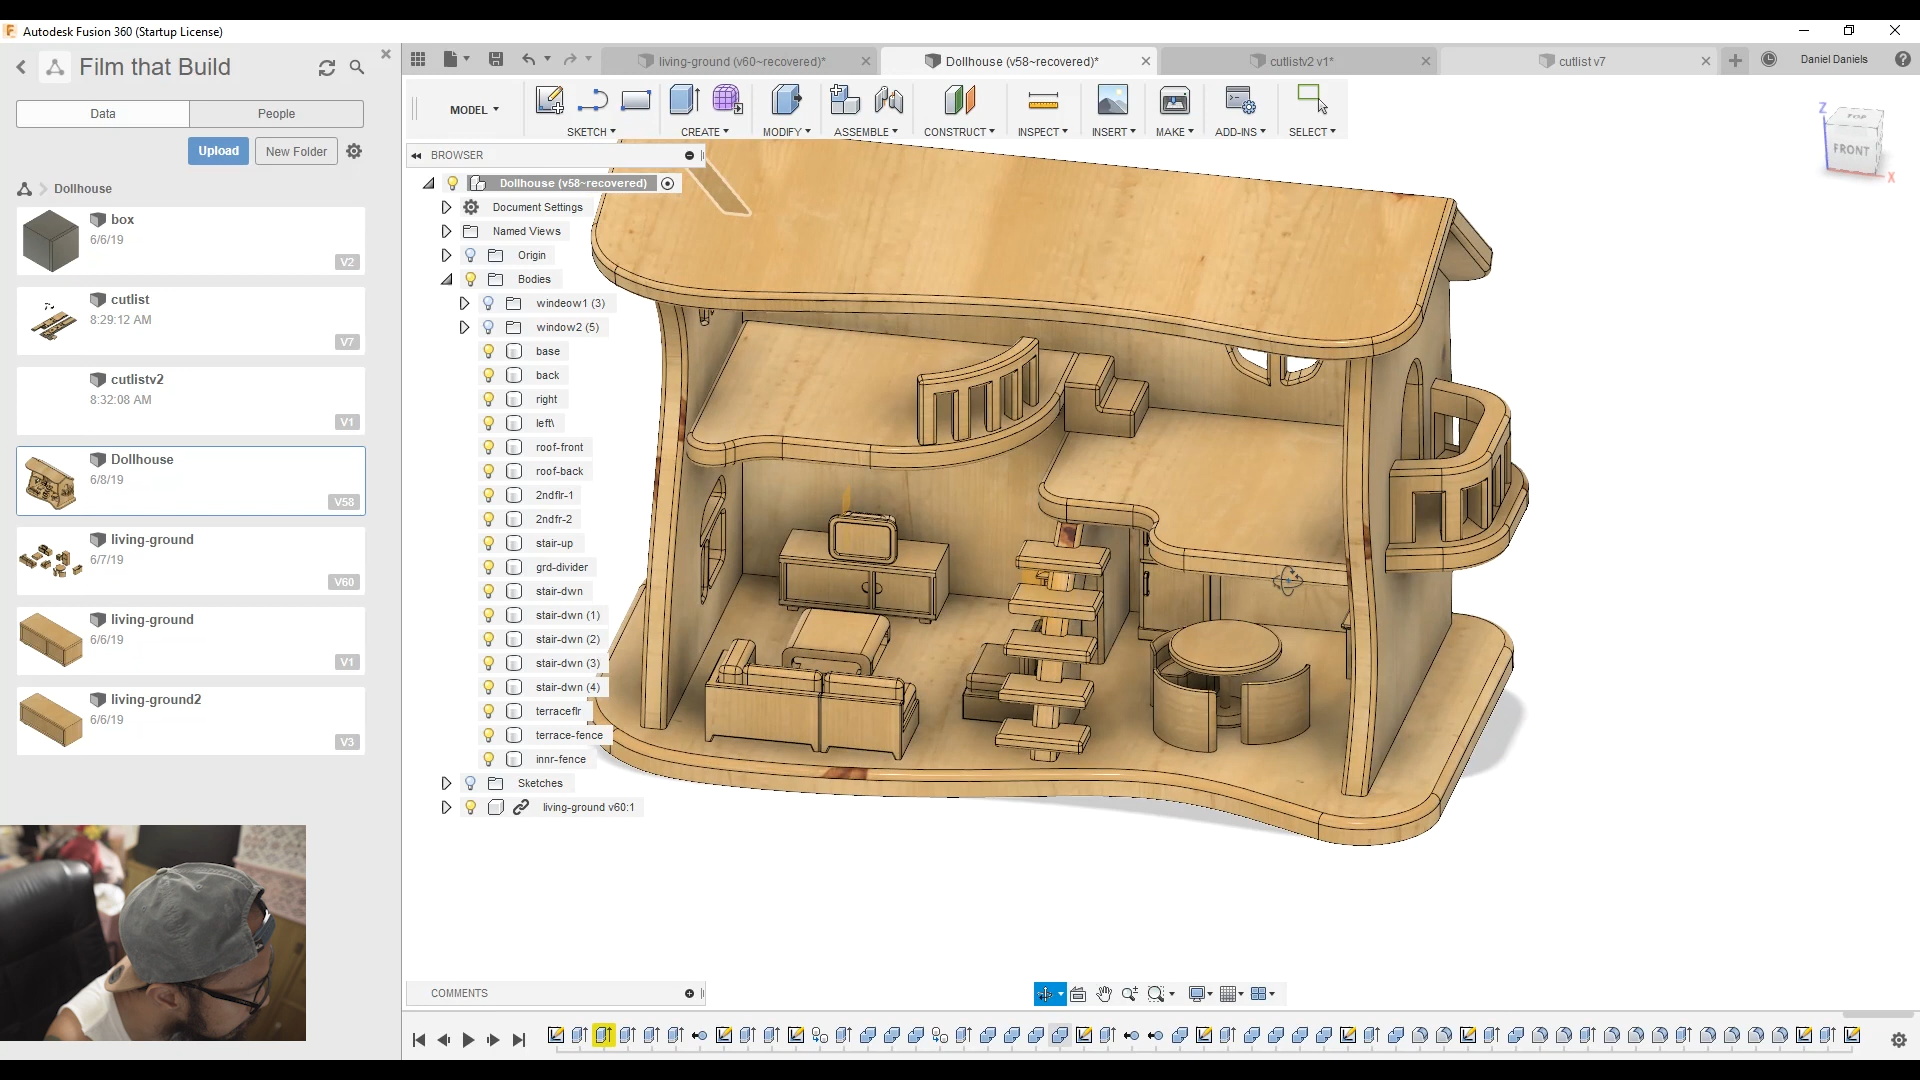 Autodesk Fusion 360 (Startup License)
Film that Build
Data
People
Upload
New Folder
Dollhouse
box
6/6/19
V2
cutlist
8:29:12 AM
V7
cutlistv2
8:32:08 AM
V1
Dollhouse
6/8/19
V58
living-ground
6/7/19
V60
living-ground
6/6/19
V1
living-ground2
6/6/19
V3
living-ground (v60~recovered)*
Dollhouse (v58~recovered)*
cutlistv2 v1*
cutlist v7
Daniel Daniels
MODEL
SKETCH
CREATE
MODIFY
ASSEMBLE
CONSTRUCT
INSPECT
INSERT
MAKE
ADD-INS
SELECT
BROWSER
Dollhouse (v58~recovered)
Document Settings
Named Views
Origin
Bodies
windeow1 (3)
window2 (5)
base
back
right
left\
roof-front
roof-back
2ndflr-1
2ndfr-2
stair-up
grd-divider
stair-dwn
stair-dwn (1)
stair-dwn (2)
stair-dwn (3)
stair-dwn (4)
terraceflr
terrace-fence
innr-fence
Sketches
living-ground v60:1
Z
TOP
FRONT
X
COMMENTS